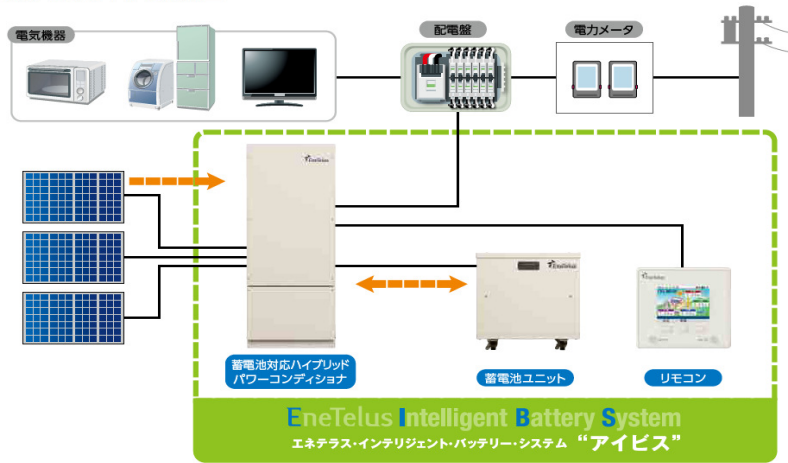 電気機器
配電盤
電力メータ
EneTelus
EneTelus
EneTelus
蓄電池対応ハイブリッド
パワーコンディショナ
蓄電池ユニット
リモコン
EneTelus Intelligent Battery System
エネテラス・インテリジェント・バッテリー・システム “アイビス”